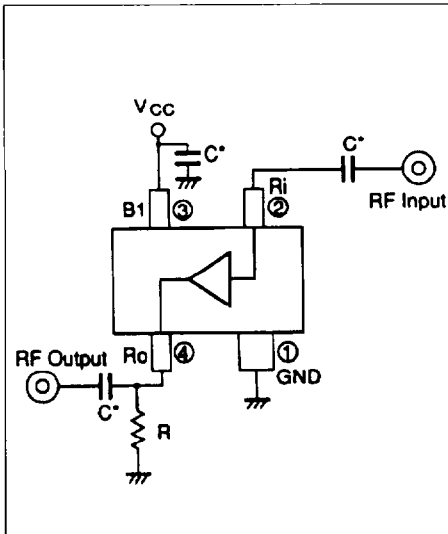 Vcc
C*
C*
B1 ③
Ri
②
RF Input
RF Output
Ro ④
①
GND
C*
R